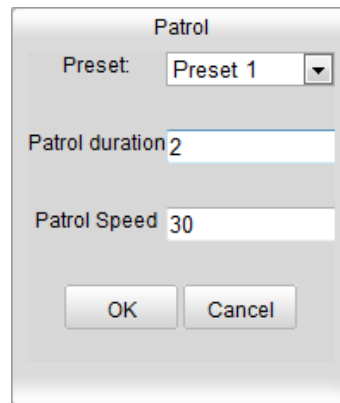 Patrol
Preset: Preset 1
Patrol duration 2
Patrol Speed 30
OK Cancel